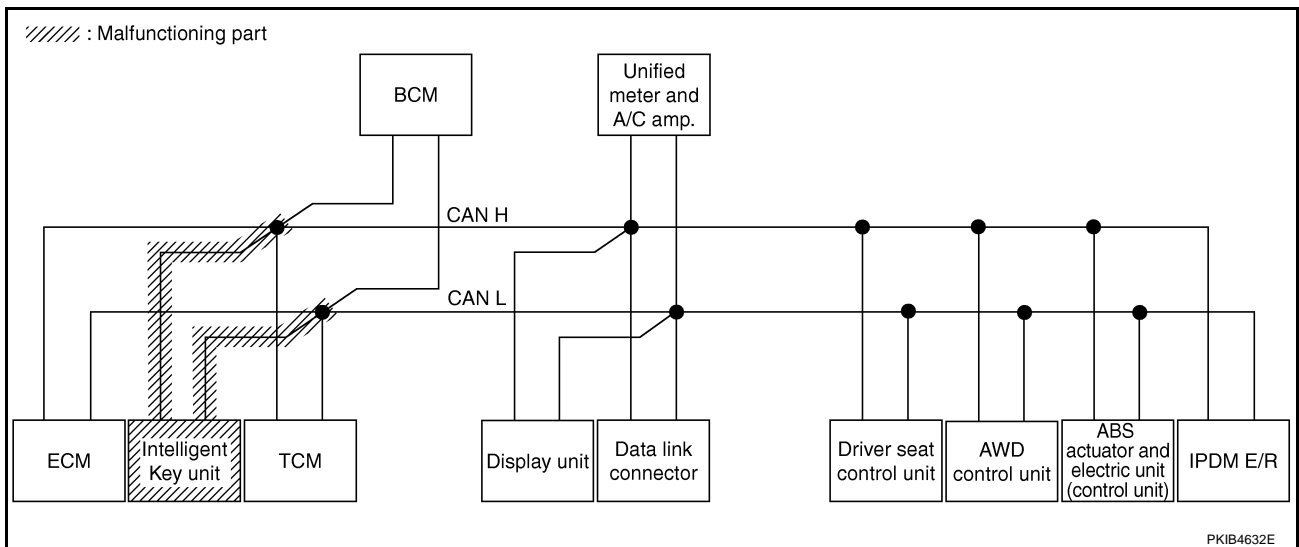 : Malfunctioning part
BCM
Unified
meter and
A/C amp.
CAN H
CAN L
ECM
Intelligent
Key unit
TCM
Display unit
Data link
connector
Driver seat
control unit
AWD
control unit
ABS
actuator and
electric unit
(control unit)
IPDM E/R
PKIB4632E